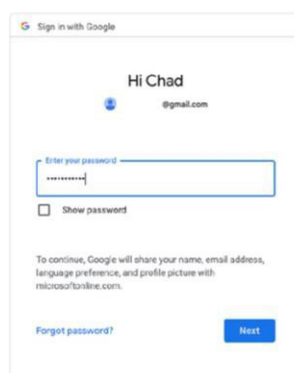 Sign in with Google
Hi Chad
@gmail.com
Enter your password
Show password
To continue, Google will share your name, email address,
language preference, and profile picture with
microsoftonline.com.
Forgot password?
Next